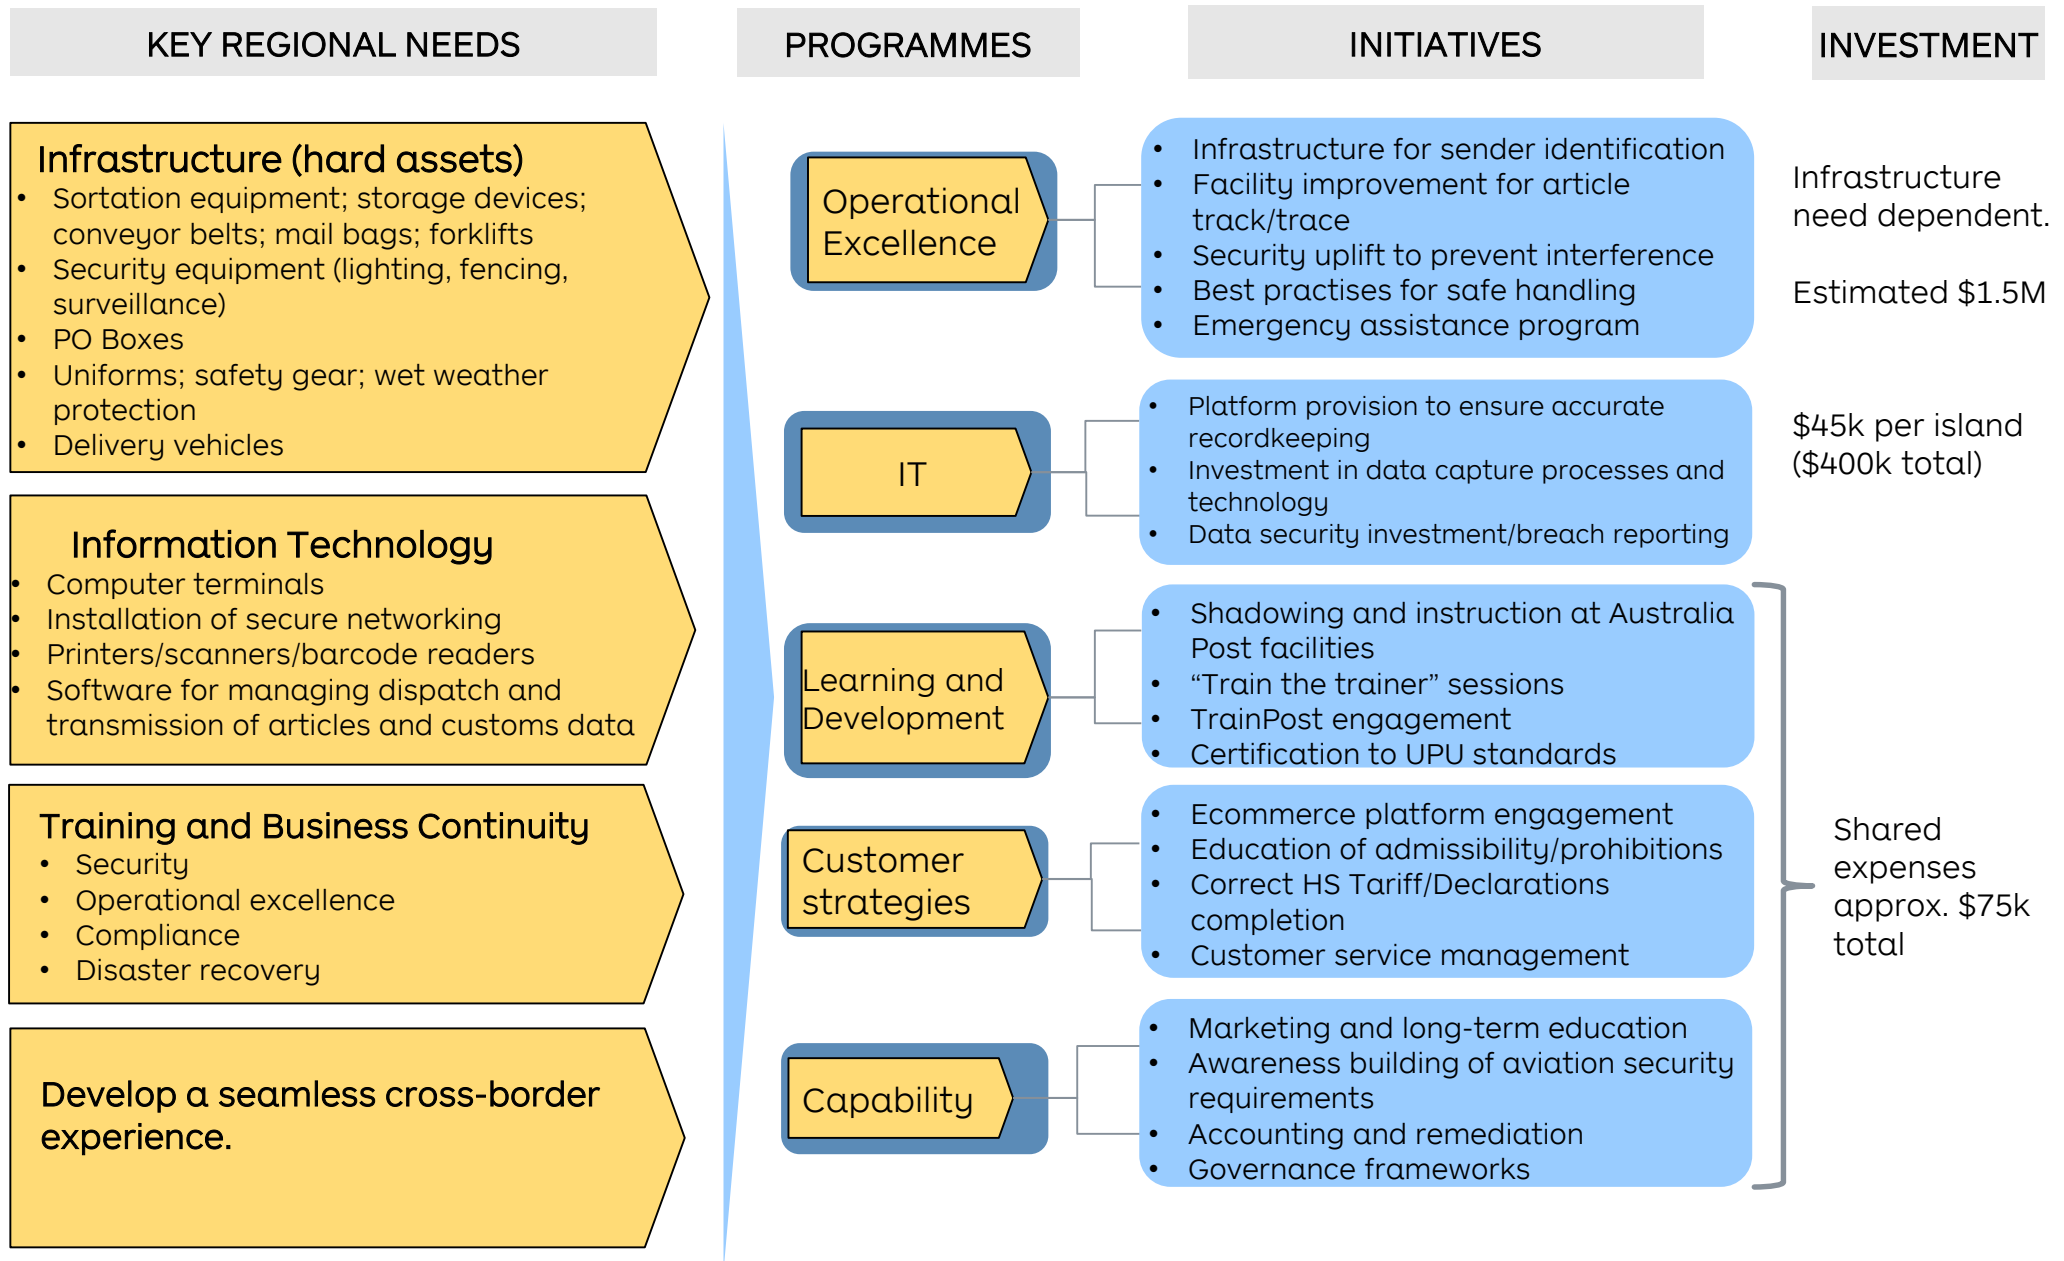 KEY REGIONAL NEEDS
PROGRAMMES
INITIATIVES
INVESTMENT
Infrastructure (hard assets)
• Sortation equipment; storage devices;
conveyor belts; mail bags; forklifts
• Security equipment (lighting, fencing,
surveillance)
• PO Boxes
• Uniforms; safety gear; wet weather
protection
• Delivery vehicles
Information Technology
• Computer terminals
• Installation of secure networking
• Printers/scanners/barcode readers
• Software for managing dispatch and
transmission of articles and customs data
Training and Business Continuity
• Security
• Operational excellence
• Compliance
• Disaster recovery
Develop a seamless cross-border
experience.
Operational
Excellence
• Infrastructure for sender identification
• Facility improvement for article
track/trace
• Security uplift to prevent interference
• Best practises for safe handling
• Emergency assistance program
Infrastructure
need dependent.
Estimated $1.5M
IT
• Platform provision to ensure accurate
recordkeeping
• Investment in data capture processes and
technology
• Data security investment/breach reporting
$45k per island
($400k total)
Learning and
Development
• Shadowing and instruction at Australia
Post facilities
• “Train the trainer” sessions
• TrainPost engagement
• Certification to UPU standards
Customer
strategies
• Ecommerce platform engagement
• Education of admissibility/prohibitions
• Correct HS Tariff/Declarations
completion
• Customer service management
Capability
• Marketing and long-term education
• Awareness building of aviation security
requirements
• Accounting and remediation
• Governance frameworks
Shared
expenses
approx. $75k
total